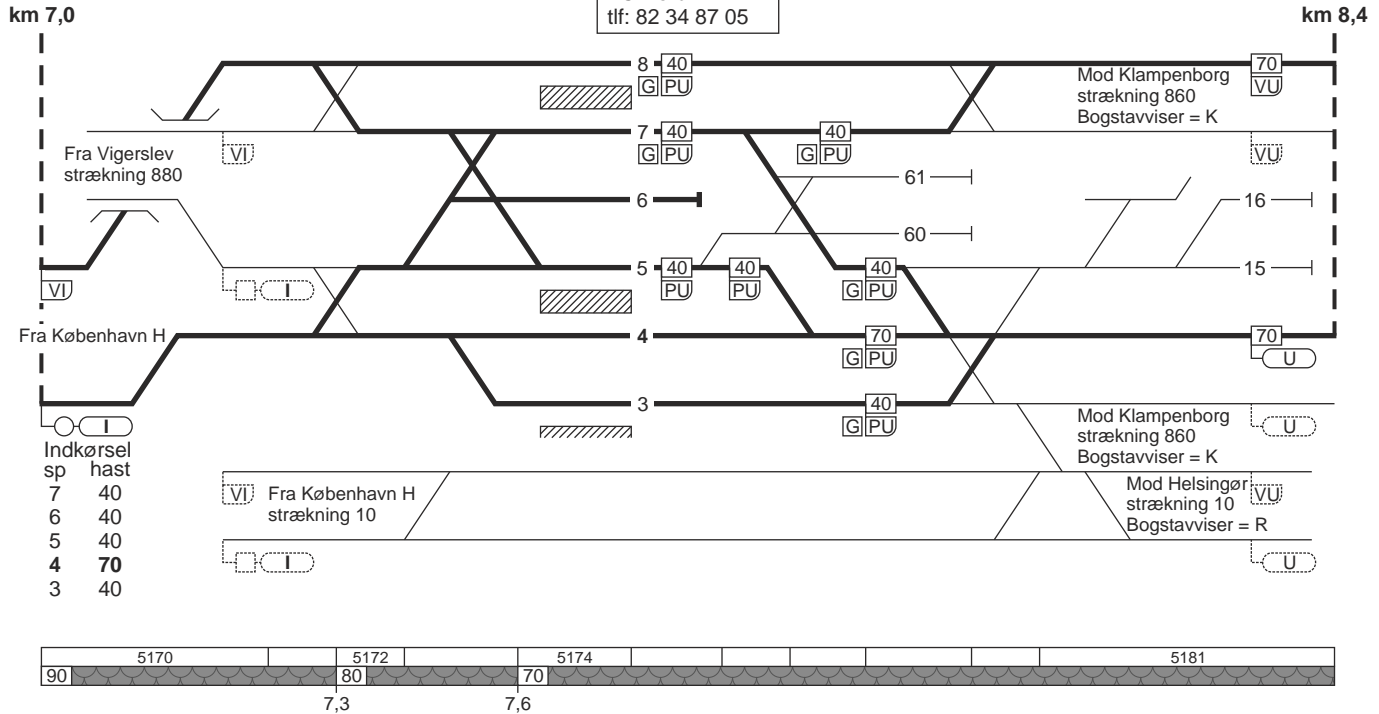 km 7,0
tlf: 82 34 87 05
km 8,4
8 40
G PU
70
VU
Mod Klampenborg
strækning 860
Bogstavviser = K
7 40
G PU
40
G PU
VI
VU
Fra Vigerslev
strækning 880
61
6
16
60
5 40
PU
40
PU
40
G PU
15
VI
I
Fra København H
4
70
G PU
70
U
3
40
G PU
I
Indkørsel
sp hast
7 40
6 40
5 40
4 70
3 40
Mod Klampenborg
strækning 860
Bogstavviser = K
U
VI
Fra København H
strækning 10
Mod Helsingør
strækning 10
Bogstavviser = R
VU
I
U
5170 5172 5174 5181
90 80 70
7,3 7,6